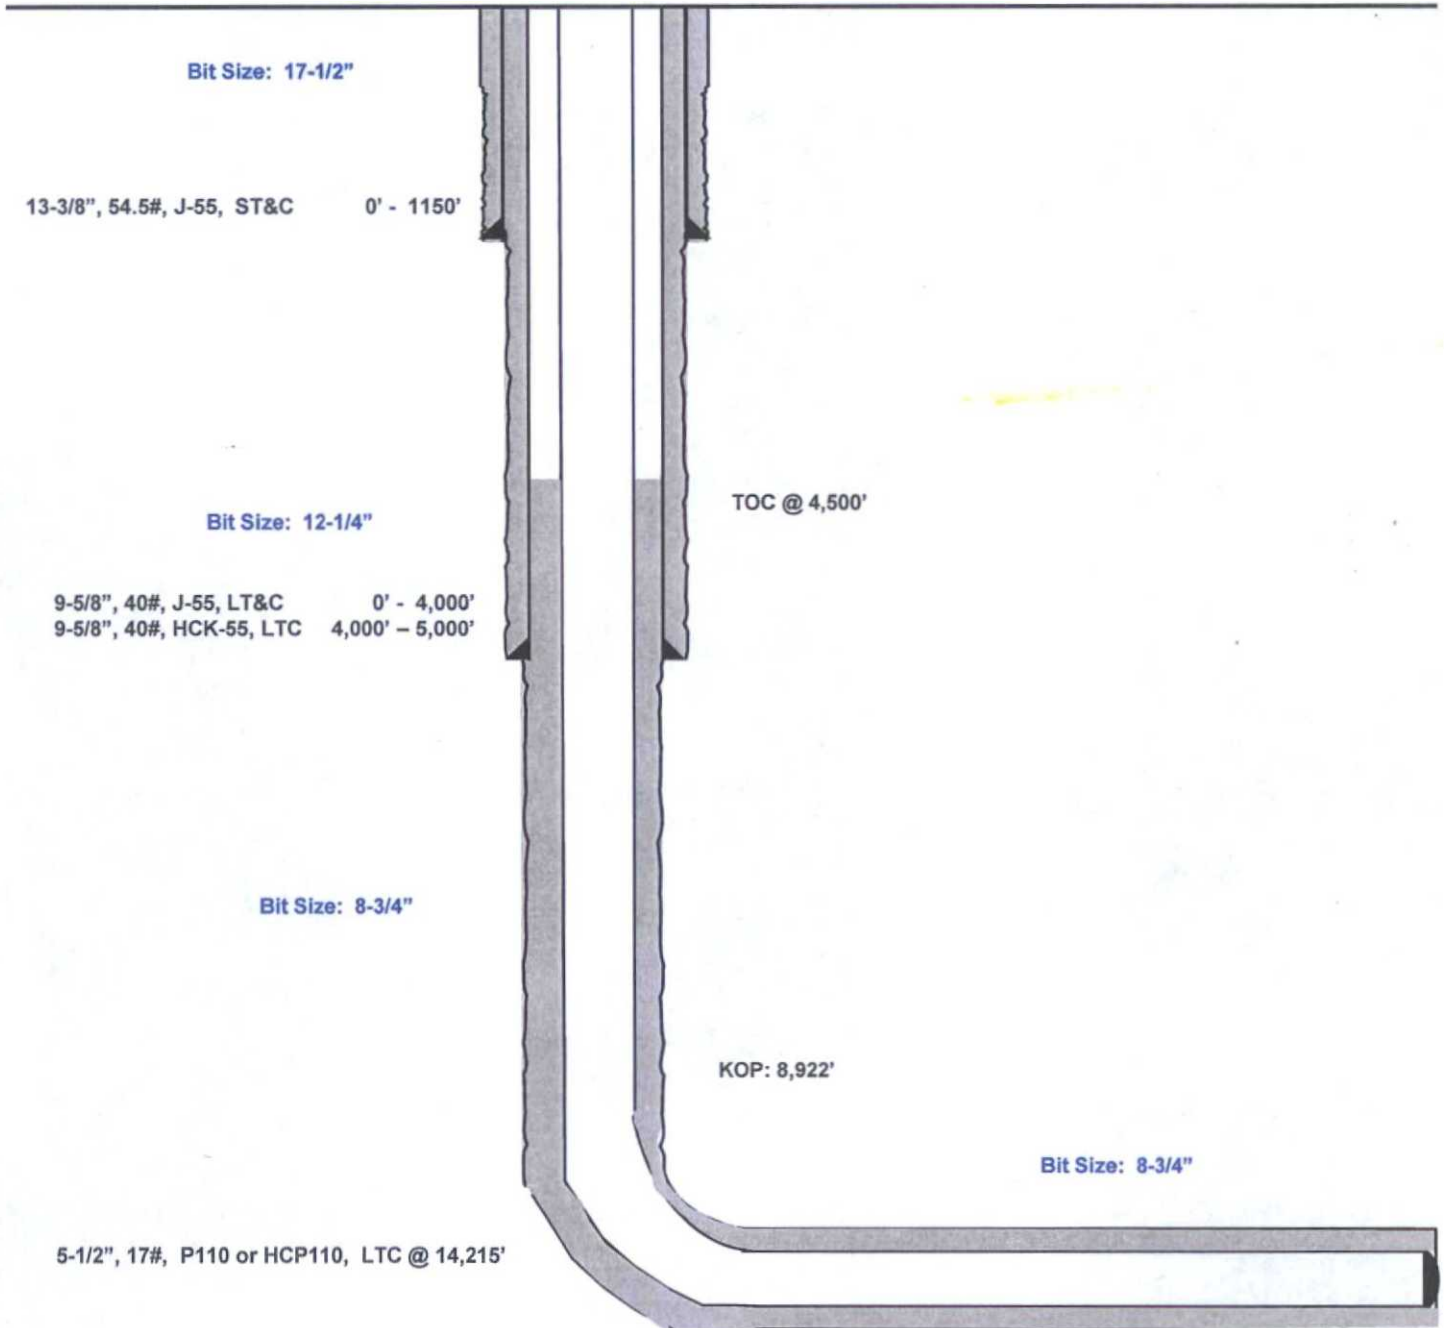 Bit Size: 17-1/2”
13-3/8”, 54.5#, J-55, ST&C 0’ - 1150’
TOC @ 4,500’
Bit Size: 12-1/4”
9-5/8”, 40#, J-55, LT&C 0’ - 4,000’
9-5/8”, 40#, HCK-55, LTC 4,000’ – 5,000’
Bit Size: 8-3/4”
KOP: 8,922’
Bit Size: 8-3/4”
5-1/2”, 17#, P110 or HCP110, LTC @ 14,215’